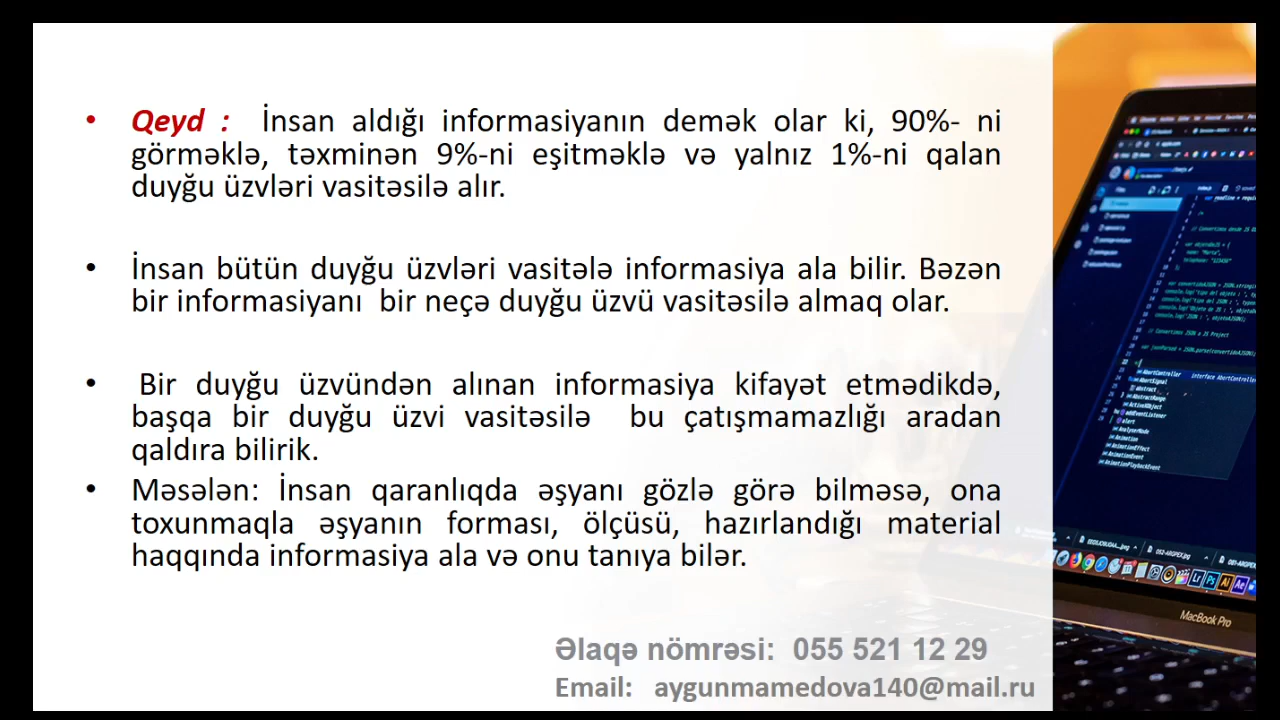 • Qeyd : İnsan aldığı informasiyanın demək olar ki, 90%- ni
görməklə, təxminən 9%-ni eşitməklə və yalnız 1%-ni qalan
duyğu üzvləri vasitəsilə alır.
• İnsan bütün duyğu üzvləri vasitələ informasiya ala bilir. Bəzən
bir informasiyanı bir neçə duyğu üzvü vasitəsilə almaq olar.
• Bir duyğu üzvündən alınan informasiya kifayət etmədikdə,
başqa bir duyğu üzvi vasitəsilə bu çatışmamazlığı aradan
qaldıra bilirik.
• Məsələn: İnsan qaranlıqda əşyanı gözlə görə bilməsə, ona
toxunmaqla əşyanın forması, ölçüsü, hazırlandığı material
haqqında informasiya ala və onu tanıya bilər.
Əlaqə nömrəsi: 055 521 12 29
Email: aygunmamedova140@mail.ru
MacBook Pro